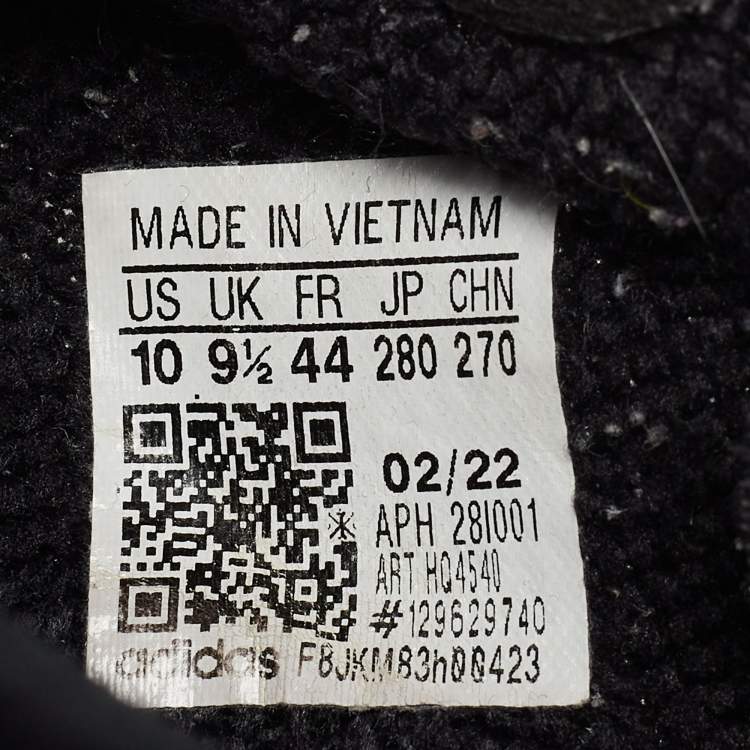 MADE IN VIETNAM
US UK FR JP CHN
10 9½ 44 280 270
02/22
APH 28I001
ART HQ4540
#129629740
adidas FBJKM83h00423